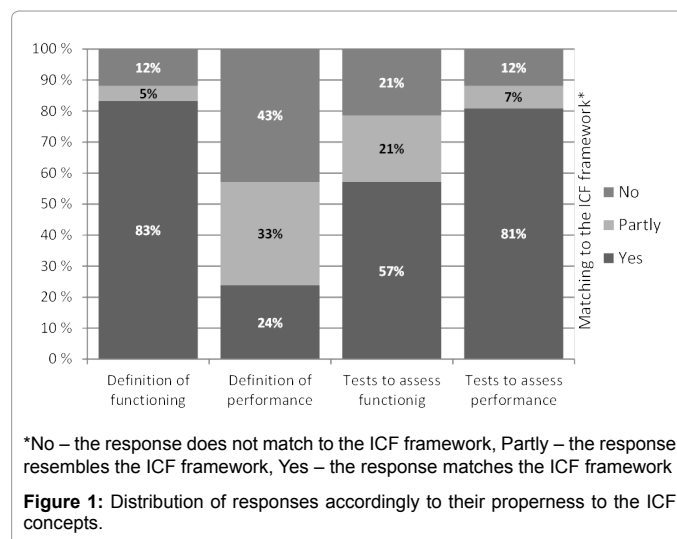 100 %
90 %
80 %
70 %
60 %
50 %
40 %
30 %
20 %
10 %
0 %
12%
5%
83%
43%
33%
24%
21%
21%
57%
12%
7%
81%
Definition of
functioning
Definition of
performance
Tests to assess
functionig
Tests to assess
performance
Matching to the ICF framework*
No
Partly
Yes
*No – the response does not match to the ICF framework, Partly – the response
resembles the ICF framework, Yes – the response matches the ICF framework
Figure 1: Distribution of responses accordingly to their properness to the ICF
concepts.